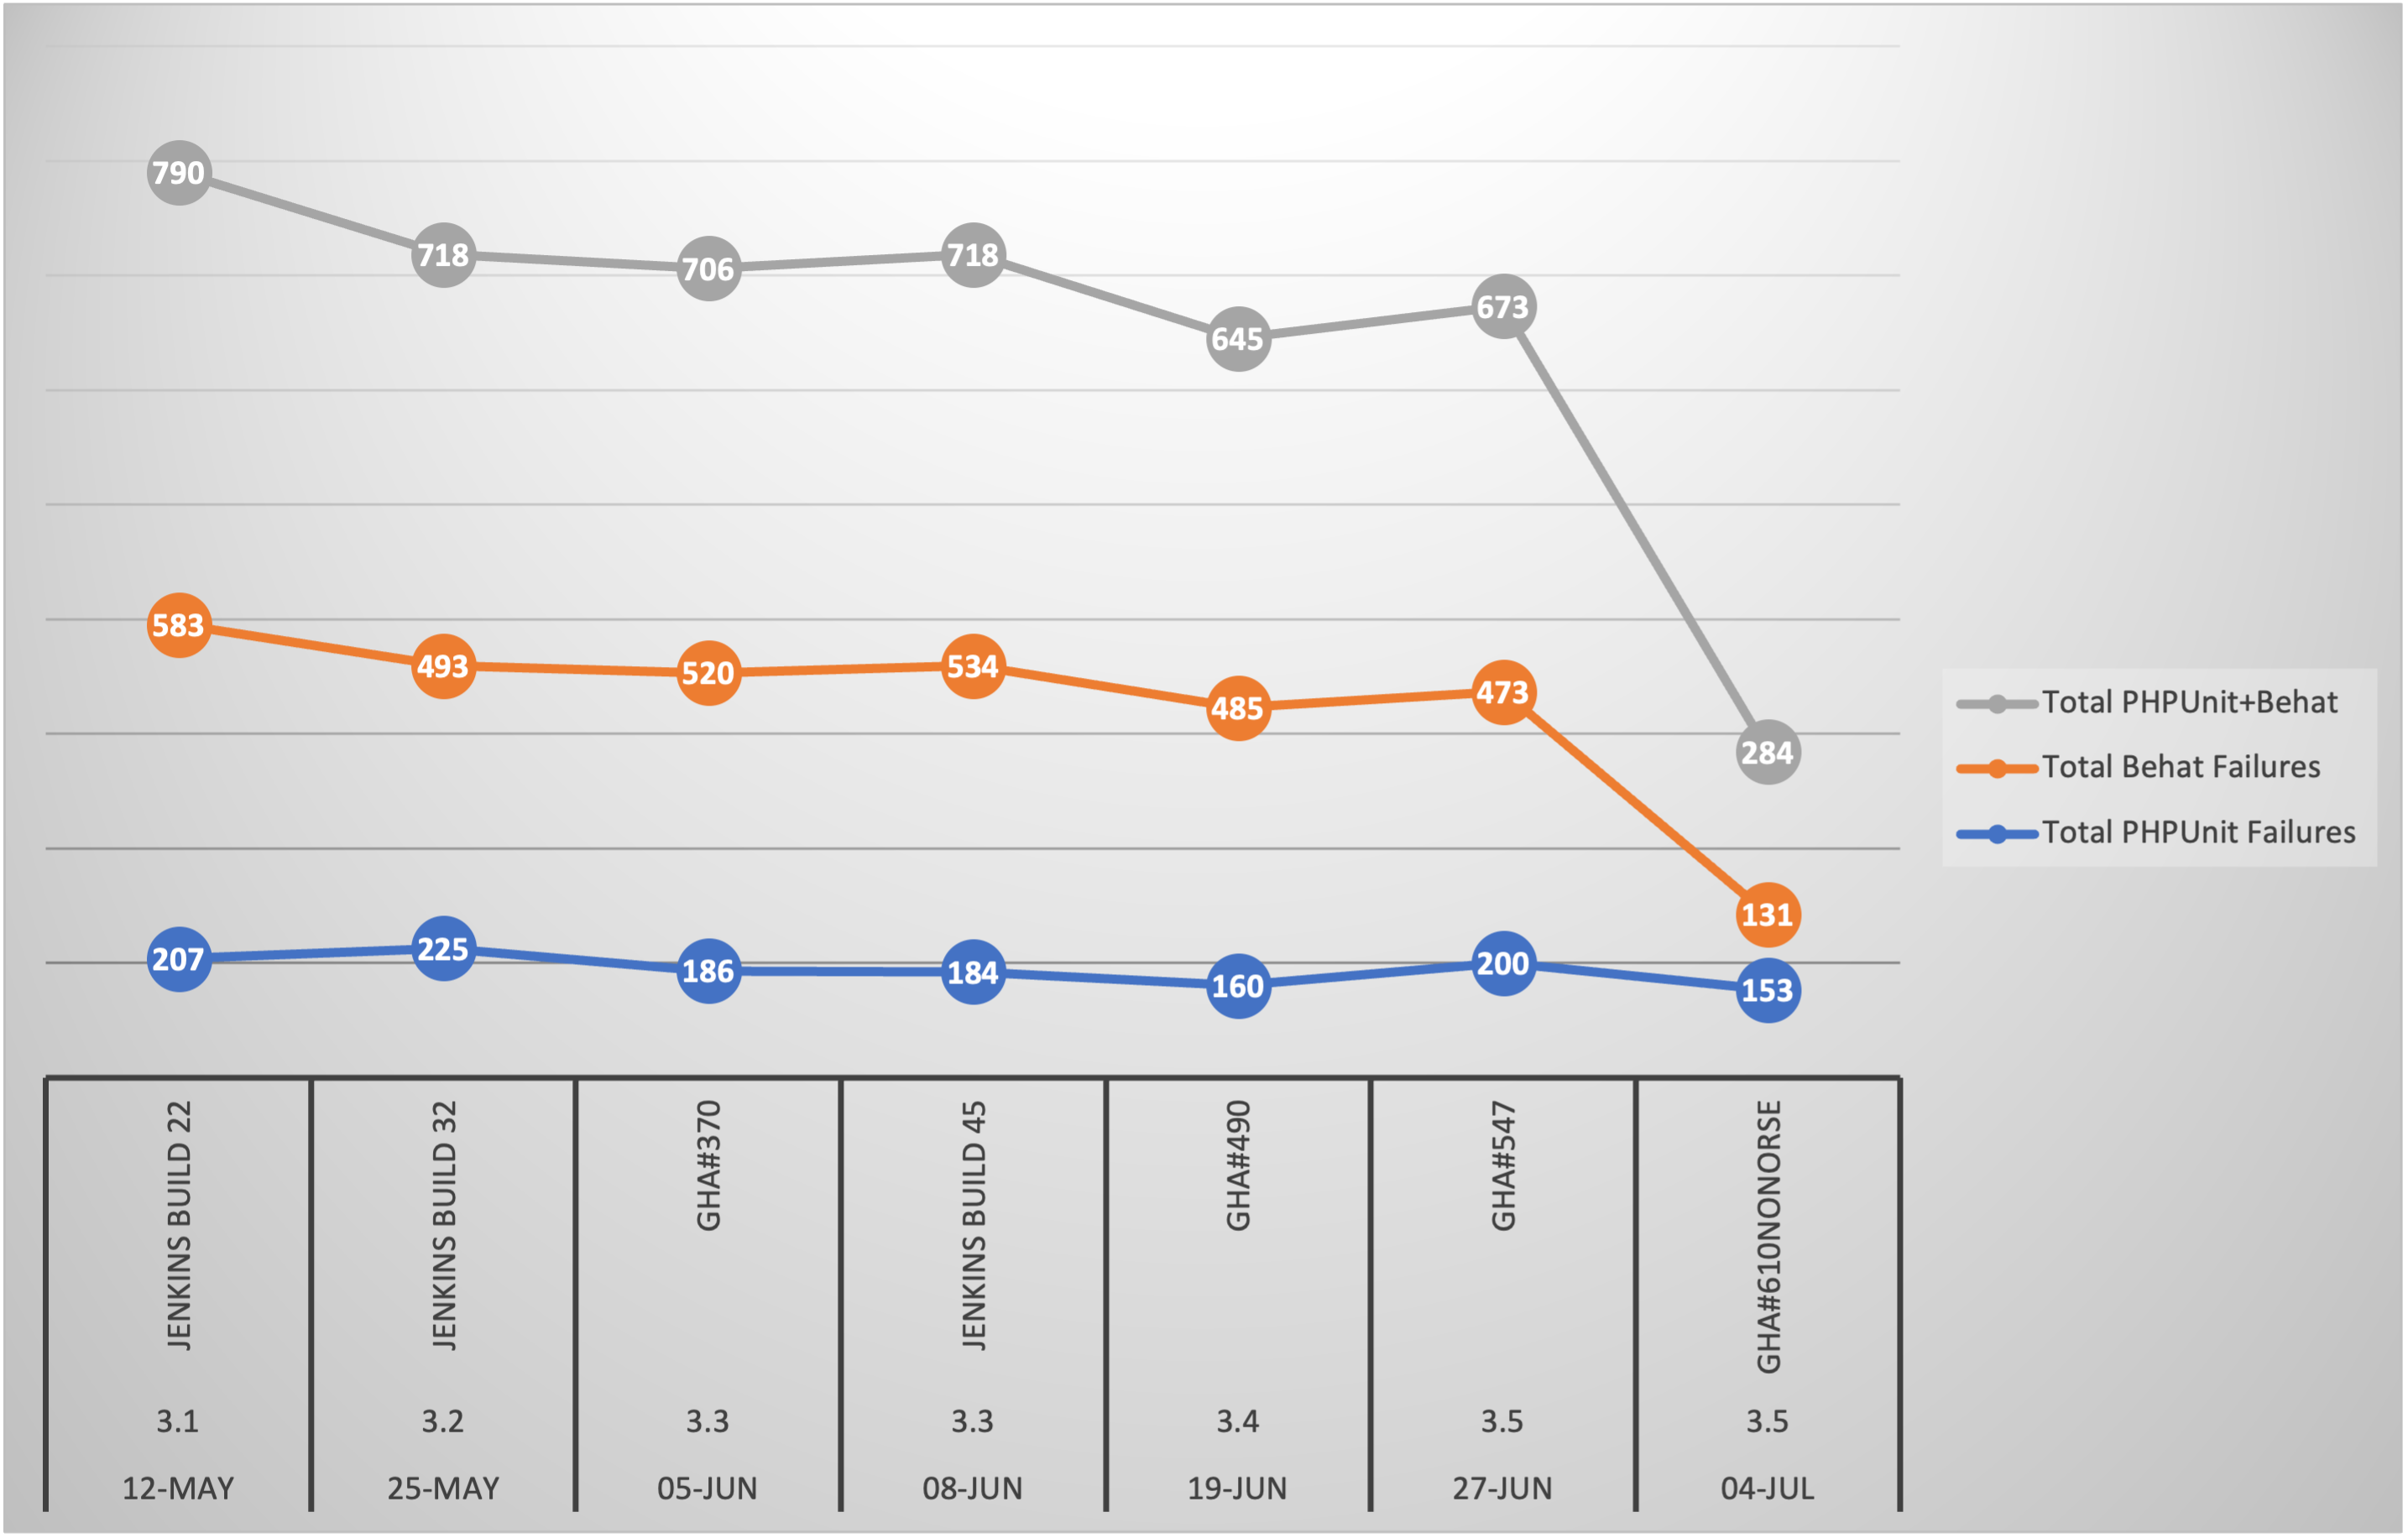 790
718
706
718
645
673
284
583
493
520
534
485
473
131
207
225
186
184
160
200
153
Total PHPUnit+Behat
Total Behat Failures
Total PHPUnit Failures
JENKINS BUILD 22
JENKINS BUILD 32
GHA#370
JENKINS BUILD 45
GHA#490
GHA#547
GHA#610NONONORSE
3.1 3.2 3.3 3.3 3.4 3.5 3.5
12-MAY 25-MAY 05-JUN 08-JUN 19-JUN 27-JUN 04-JUL